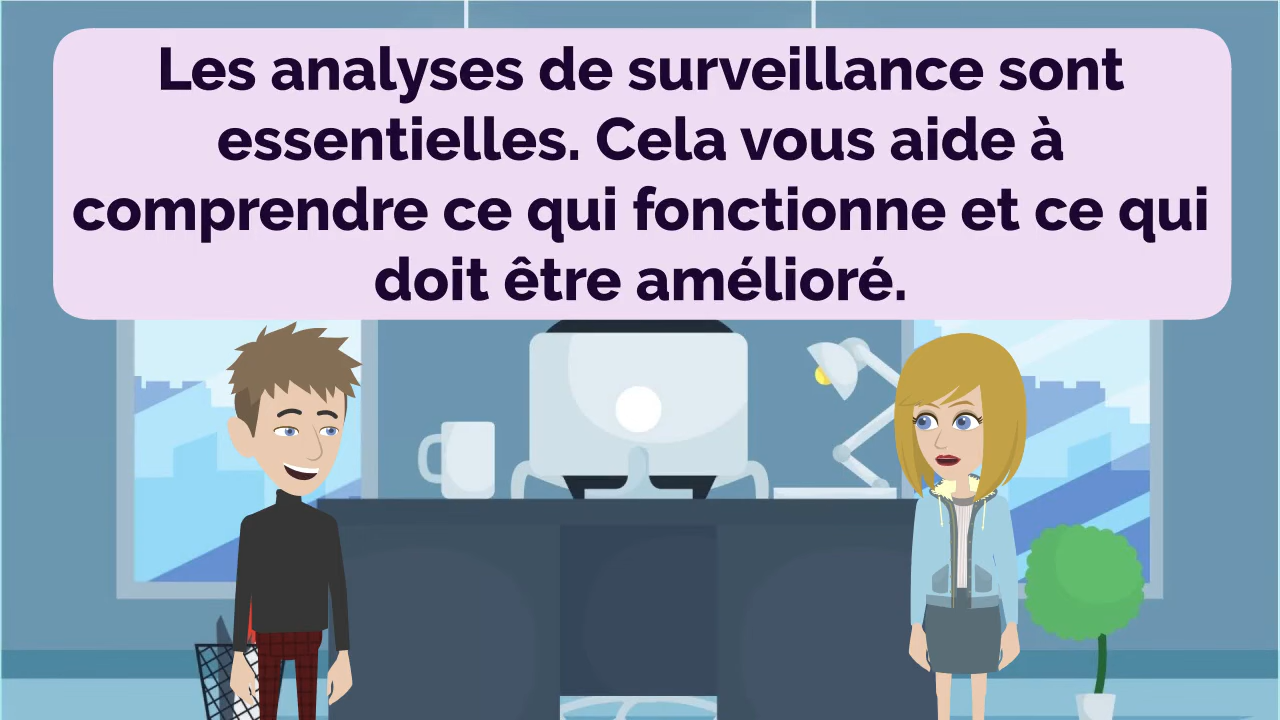 Les analyses de surveillance sont
essentielles. Cela vous aide à
comprendre ce qui fonctionne et ce qui
doit être amélioré.